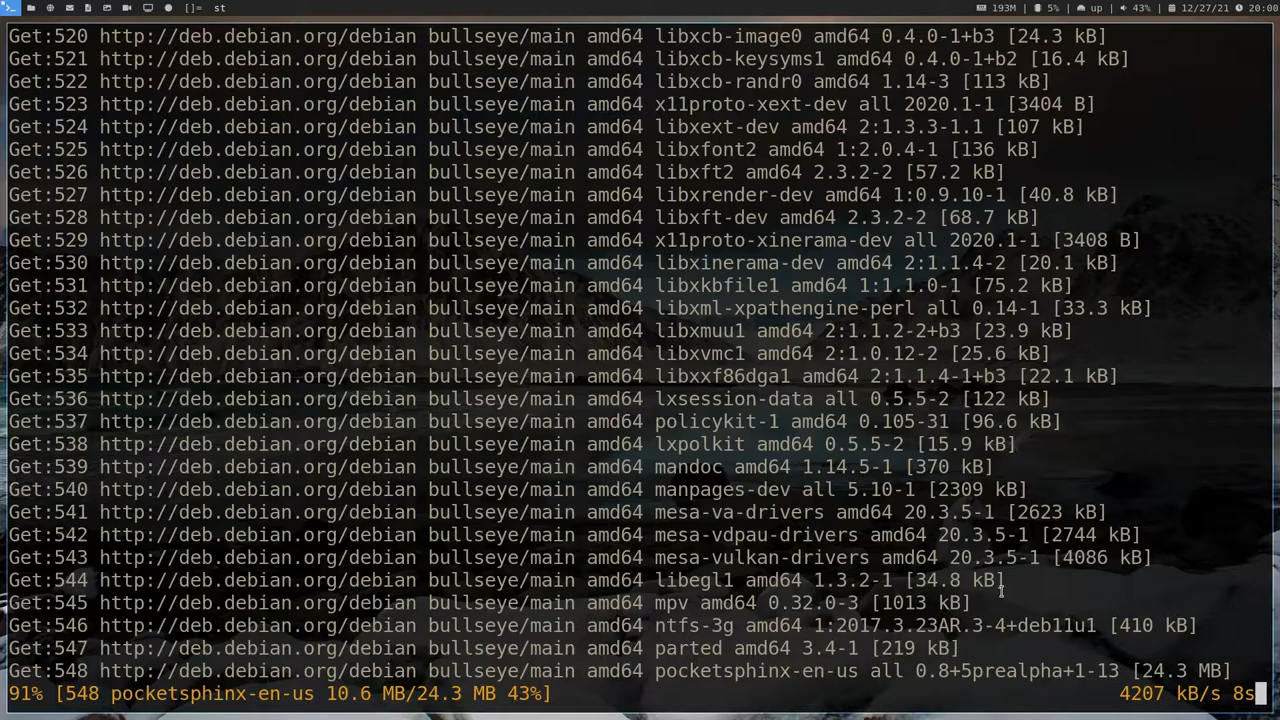 []= st 193M | 5% | up | 43% | 12/27/21 20:00
Get:520 http://deb.debian.org/debian bullseye/main amd64 libxcb-image0 amd64 0.4.0-1+b3 [24.3 kB]
Get:521 http://deb.debian.org/debian bullseye/main amd64 libxcb-keysyms1 amd64 0.4.0-1+b2 [16.4 kB]
Get:522 http://deb.debian.org/debian bullseye/main amd64 libxcb-randr0 amd64 1.14-3 [113 kB]
Get:523 http://deb.debian.org/debian bullseye/main amd64 x11proto-xext-dev all 2020.1-1 [3404 B]
Get:524 http://deb.debian.org/debian bullseye/main amd64 libxext-dev amd64 2:1.3.3-1.1 [107 kB]
Get:525 http://deb.debian.org/debian bullseye/main amd64 libxfont2 amd64 1:2.0.4-1 [136 kB]
Get:526 http://deb.debian.org/debian bullseye/main amd64 libxft2 amd64 2.3.2-2 [57.2 kB]
Get:527 http://deb.debian.org/debian bullseye/main amd64 libxrender-dev amd64 1:0.9.10-1 [40.8 kB]
Get:528 http://deb.debian.org/debian bullseye/main amd64 libxft-dev amd64 2.3.2-2 [68.7 kB]
Get:529 http://deb.debian.org/debian bullseye/main amd64 x11proto-xinerama-dev all 2020.1-1 [3408 B]
Get:530 http://deb.debian.org/debian bullseye/main amd64 libxinerama-dev amd64 2:1.1.4-2 [20.1 kB]
Get:531 http://deb.debian.org/debian bullseye/main amd64 libxkbfile1 amd64 1:1.1.0-1 [75.2 kB]
Get:532 http://deb.debian.org/debian bullseye/main amd64 libxml-xpathengine-perl all 0.14-1 [33.3 kB]
Get:533 http://deb.debian.org/debian bullseye/main amd64 libxmuu1 amd64 2:1.1.2-2+b3 [23.9 kB]
Get:534 http://deb.debian.org/debian bullseye/main amd64 libxvmc1 amd64 2:1.0.12-2 [25.6 kB]
Get:535 http://deb.debian.org/debian bullseye/main amd64 libxxf86dga1 amd64 2:1.1.4-1+b3 [22.1 kB]
Get:536 http://deb.debian.org/debian bullseye/main amd64 lxsession-data all 0.5.5-2 [122 kB]
Get:537 http://deb.debian.org/debian bullseye/main amd64 policykit-1 amd64 0.105-31 [96.6 kB]
Get:538 http://deb.debian.org/debian bullseye/main amd64 lxpolkit amd64 0.5.5-2 [15.9 kB]
Get:539 http://deb.debian.org/debian bullseye/main amd64 mandoc amd64 1.14.5-1 [370 kB]
Get:540 http://deb.debian.org/debian bullseye/main amd64 manpages-dev all 5.10-1 [2309 kB]
Get:541 http://deb.debian.org/debian bullseye/main amd64 mesa-va-drivers amd64 20.3.5-1 [2623 kB]
Get:542 http://deb.debian.org/debian bullseye/main amd64 mesa-vdpau-drivers amd64 20.3.5-1 [2744 kB]
Get:543 http://deb.debian.org/debian bullseye/main amd64 mesa-vulkan-drivers amd64 20.3.5-1 [4086 kB]
Get:544 http://deb.debian.org/debian bullseye/main amd64 libegl1 amd64 1.3.2-1 [34.8 kB]
Get:545 http://deb.debian.org/debian bullseye/main amd64 mpv amd64 0.32.0-3 [1013 kB]
Get:546 http://deb.debian.org/debian bullseye/main amd64 ntfs-3g amd64 1:2017.3.23AR.3-4+deb11u1 [410 kB]
Get:547 http://deb.debian.org/debian bullseye/main amd64 parted amd64 3.4-1 [219 kB]
Get:548 http://deb.debian.org/debian bullseye/main amd64 pocketsphinx-en-us all 0.8+5prealpha+1-13 [24.3 MB]
91% [548 pocketsphinx-en-us 10.6 MB/24.3 MB 43%] 4207 kB/s 8s